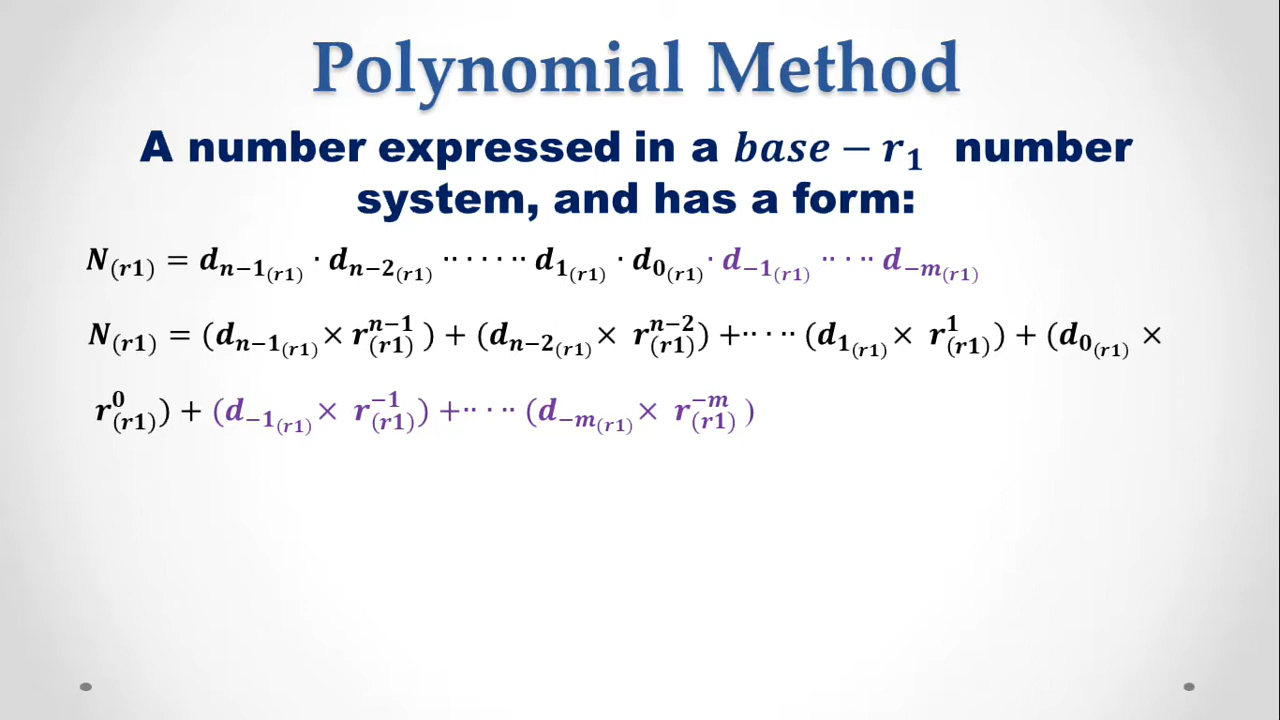 Polynomial Method
A number expressed in a base − r₁ number
system, and has a form:
N₍ᵣ₁₎ = dₙ₋₁₍ᵣ₁₎ · dₙ₋₂₍ᵣ₁₎ ······· d₁₍ᵣ₁₎ · d₀₍ᵣ₁₎ · d₋₁₍ᵣ₁₎ ····· d₋ₘ₍ᵣ₁₎
N₍ᵣ₁₎ = (dₙ₋₁₍ᵣ₁₎ × r₍ᵣ₁₎ⁿ⁻¹ ) + (dₙ₋₂₍ᵣ₁₎ × r₍ᵣ₁₎ⁿ⁻²) +····· (d₁₍ᵣ₁₎ × r₍ᵣ₁₎¹) + (d₀₍ᵣ₁₎ ×
r₍ᵣ₁₎⁰) + (d₋₁₍ᵣ₁₎ × r₍ᵣ₁₎⁻¹) +····· (d₋ₘ₍ᵣ₁₎ × r₍ᵣ₁₎⁻ᵐ )